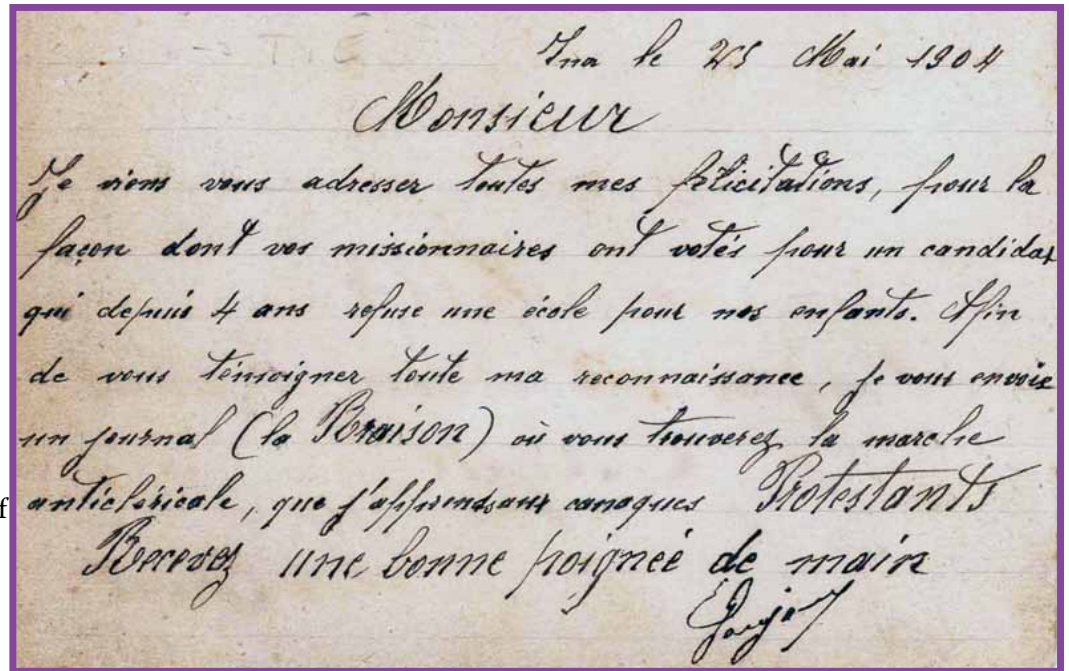 Ina le 25 Mai 1904
Monsieur
Je viens vous adresser toutes mes félicitations, pour la
façon dont vos missionnaires ont votés pour un candidat
qui depuis 4 ans refuse une école pour nos enfants. Afin
de vous témoigner toute ma reconnaissance, je vous envoie
un journal (la Raison) où vous trouverez la marche
f
anticléricale, que j'apprends aux canaques Protestants
Recevez une bonne poignée de main